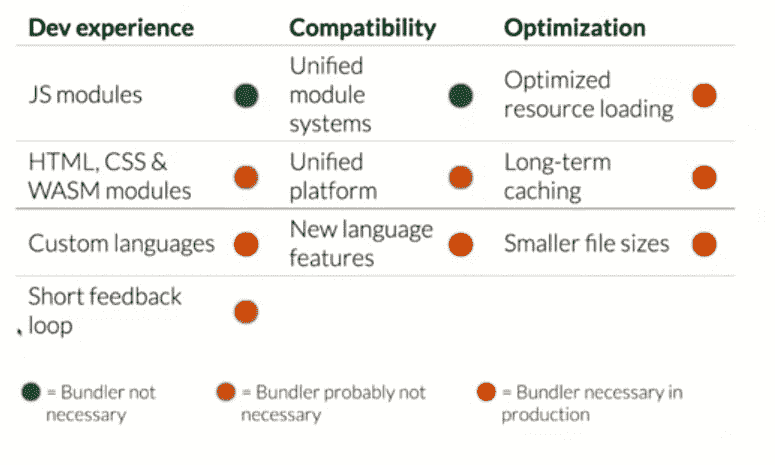 Dev experience
Compatibility
Optimization
JS modules
Unified
module
systems
Optimized
resource loading
HTML, CSS &
WASM modules
Unified
platform
Long-term
caching
Custom languages
New language
features
Smaller file sizes
Short feedback
loop
= Bundler not
necessary
= Bundler probably not
necessary
= Bundler necessary in
production